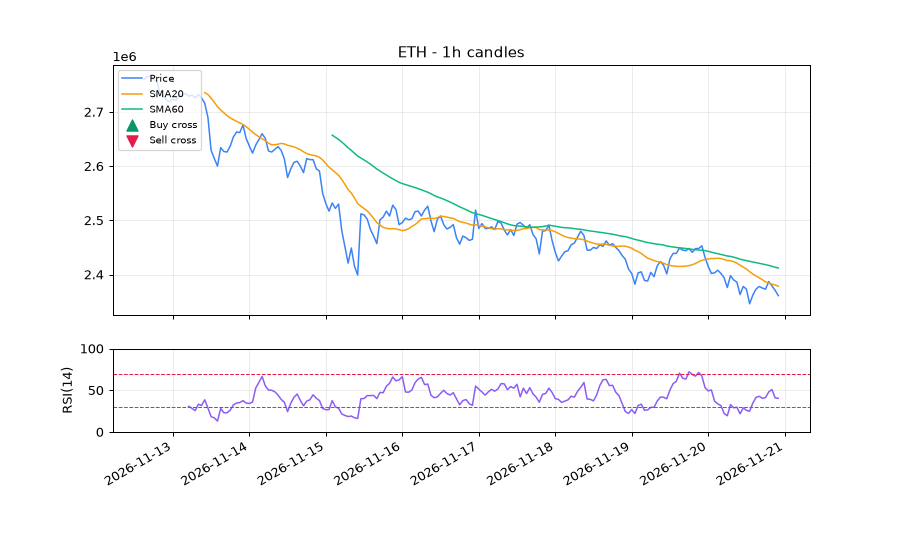 ETH - 1h candles
1e6
Price
SMA20
SMA60
Buy cross
Sell cross
2.7
2.6
2.5
2.4
RSI(14)
100
50
0
2026-11-13
2026-11-14
2026-11-15
2026-11-16
2026-11-17
2026-11-18
2026-11-19
2026-11-20
2026-11-21